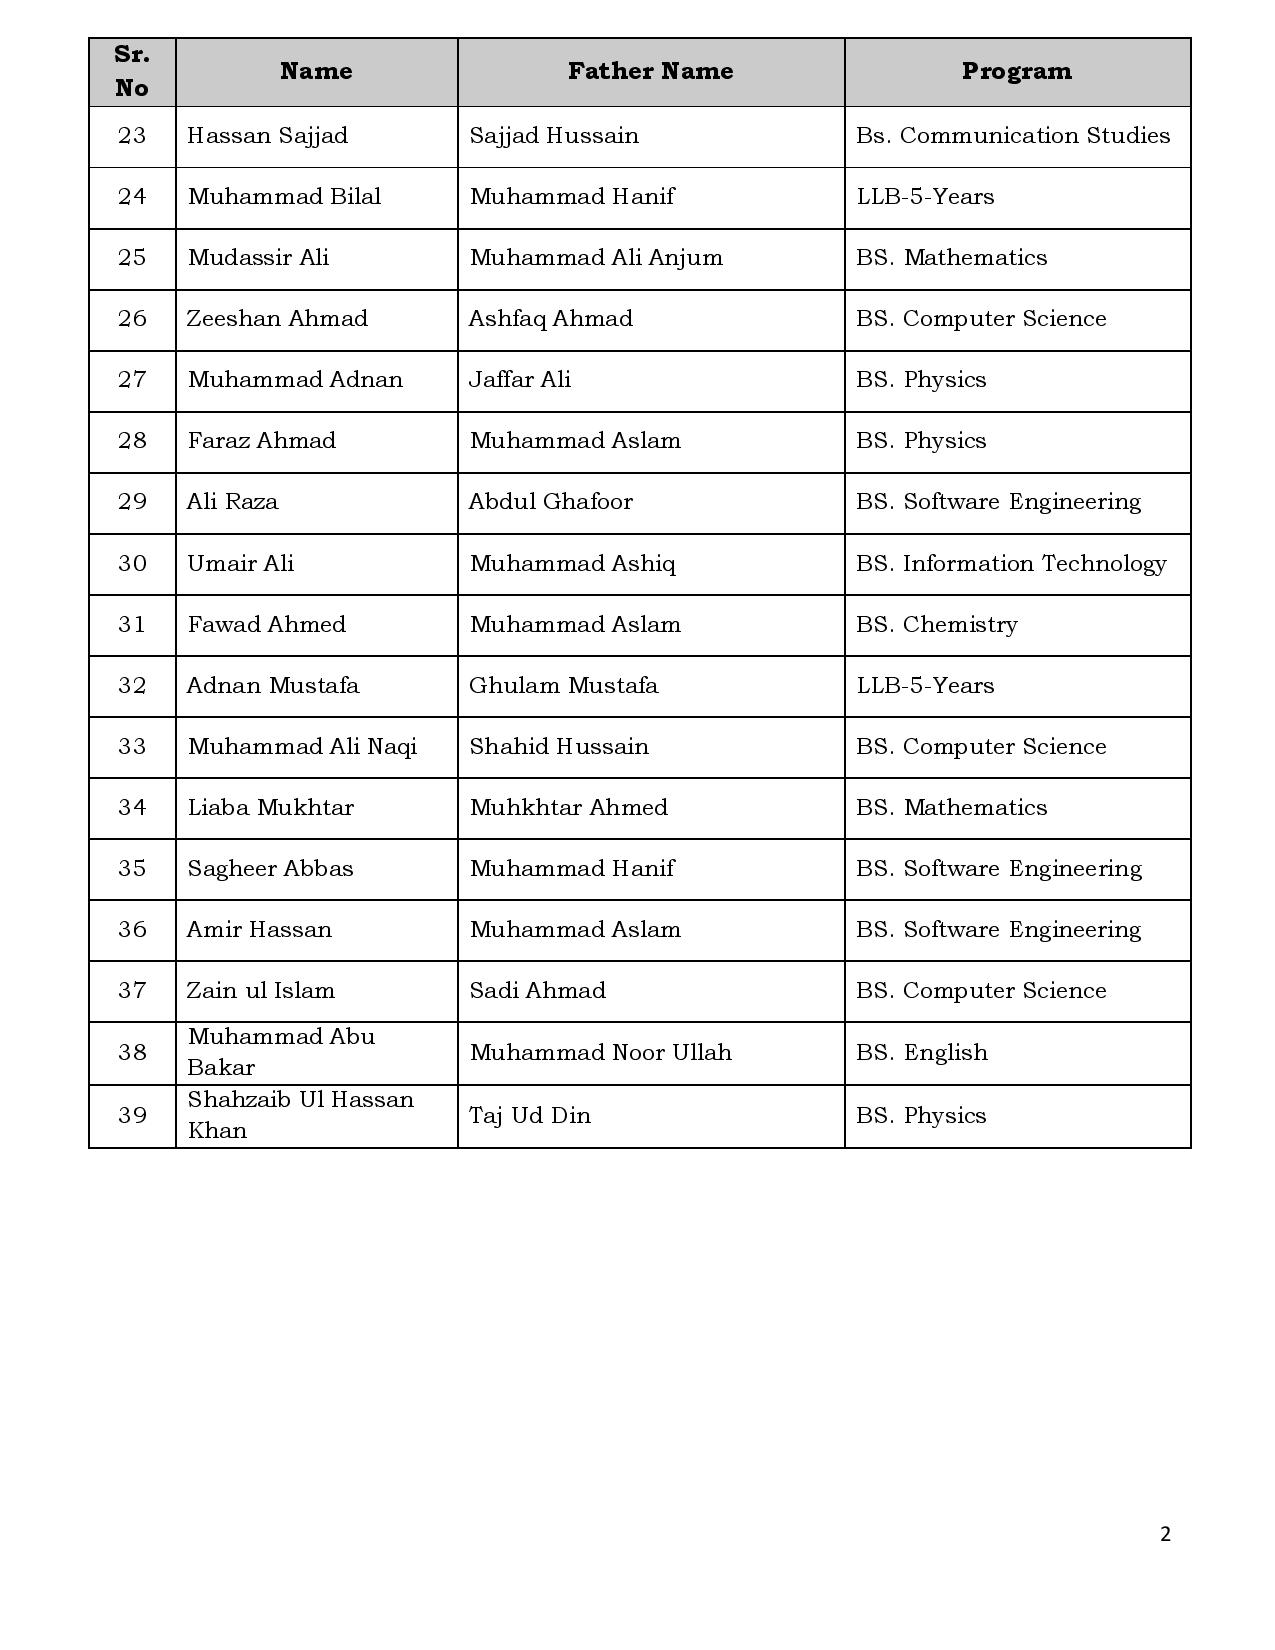 Sr. No Name Father Name Program
23 Hassan Sajjad Sajjad Hussain Bs. Communication Studies
24 Muhammad Bilal Muhammad Hanif LLB-5-Years
25 Mudassir Ali Muhammad Ali Anjum BS. Mathematics
26 Zeeshan Ahmad Ashfaq Ahmad BS. Computer Science
27 Muhammad Adnan Jaffar Ali BS. Physics
28 Faraz Ahmad Muhammad Aslam BS. Physics
29 Ali Raza Abdul Ghafoor BS. Software Engineering
30 Umair Ali Muhammad Ashiq BS. Information Technology
31 Fawad Ahmed Muhammad Aslam BS. Chemistry
32 Adnan Mustafa Ghulam Mustafa LLB-5-Years
33 Muhammad Ali Naqi Shahid Hussain BS. Computer Science
34 Liaba Mukhtar Muhkhtar Ahmed BS. Mathematics
35 Sagheer Abbas Muhammad Hanif BS. Software Engineering
36 Amir Hassan Muhammad Aslam BS. Software Engineering
37 Zain ul Islam Sadi Ahmad BS. Computer Science
38 Muhammad Abu Bakar Muhammad Noor Ullah BS. English
39 Shahzaib Ul Hassan Khan Taj Ud Din BS. Physics
2